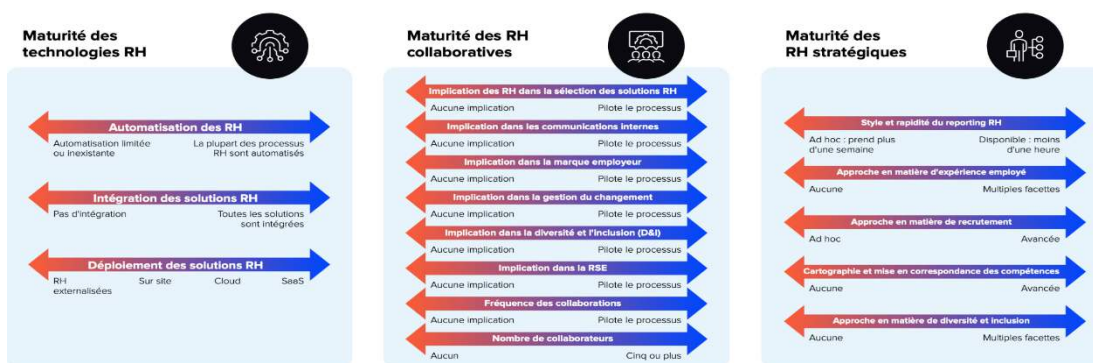 Maturité des
technologies RH
Automatisation des RH
Automatisation limitée
ou inexistante
La plupart des processus
RH sont automatisés
Intégration des solutions RH
Pas d'intégration
Toutes les solutions
sont intégrées
Déploiement des solutions RH
RH
externalisées
Sur site
Cloud
SaaS
Maturité des RH
collaboratives
Implication des RH dans la sélection des solutions RH
Aucune implication
Pilote le processus
Implication dans les communications internes
Aucune implication
Pilote le processus
Implication dans la marque employeur
Aucune implication
Pilote le processus
Implication dans la gestion du changement
Aucune implication
Pilote le processus
Implication dans la diversité et l'inclusion (D&I)
Aucune implication
Pilote le processus
Implication dans la RSE
Aucune implication
Pilote le processus
Fréquence des collaborations
Aucune implication
Pilote le processus
Nombre de collaborateurs
Aucun
Cinq ou plus
Maturité des
RH stratégiques
Style et rapidité du reporting RH
Ad hoc : prend plus
d'une semaine
Disponible : moins
d'une heure
Approche en matière d'expérience employé
Aucune
Multiples facettes
Approche en matière de recrutement
Ad hoc
Avancée
Cartographie et mise en correspondance des compétences
Aucune
Avancée
Approche en matière de diversité et inclusion
Aucune
Multiples facettes